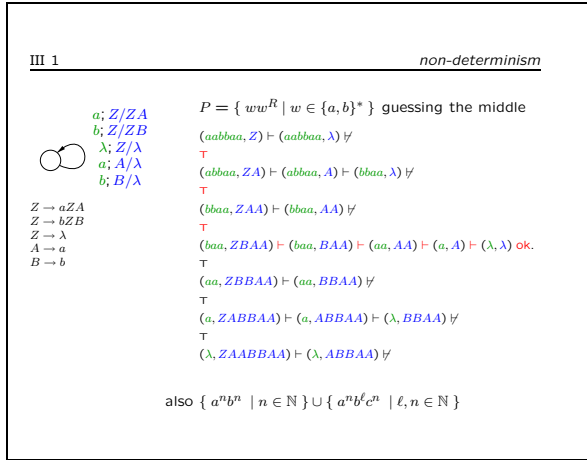 III 1 non-determinism
P = { ww^R | w ∈ {a, b}* } guessing the middle
a; Z/ZA
b; Z/ZB
λ; Z/λ
a; A/λ
b; B/λ
Z → aZA
Z → bZB
Z → λ
A → a
B → b
(aabbaa, Z) ⊢ (aabbaa, λ) ⊬
⊤
(abbaa, ZA) ⊢ (abbaa, A) ⊢ (bbaa, λ) ⊬
⊤
(bbaa, ZAA) ⊢ (bbaa, AA) ⊬
⊤
(baa, ZBAA) ⊢ (baa, BAA) ⊢ (aa, AA) ⊢ (a, A) ⊢ (λ, λ) ok.
⊤
(aa, ZBBAA) ⊢ (aa, BBAA) ⊬
⊤
(a, ZABBAA) ⊢ (a, ABBAA) ⊢ (λ, BBAA) ⊬
⊤
(λ, ZAABBAA) ⊢ (λ, ABBAA) ⊬
also { a^n b^n | n ∈ ℕ } ∪ { a^n b^ℓ c^n | ℓ, n ∈ ℕ }